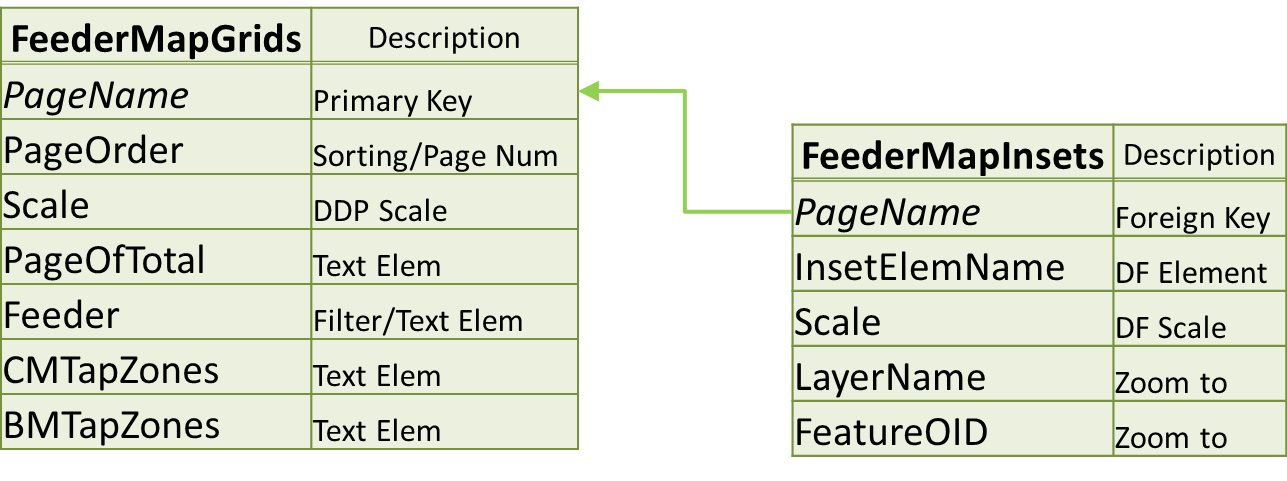 FeederMapGrids Description
PageName Primary Key
PageOrder Sorting/Page Num
Scale DDP Scale
PageOfTotal Text Elem
Feeder Filter/Text Elem
CMTapZones Text Elem
BMTapZones Text Elem
FeederMapInsets Description
PageName Foreign Key
InsetElemName DF Element
Scale DF Scale
LayerName Zoom to
FeatureOID Zoom to